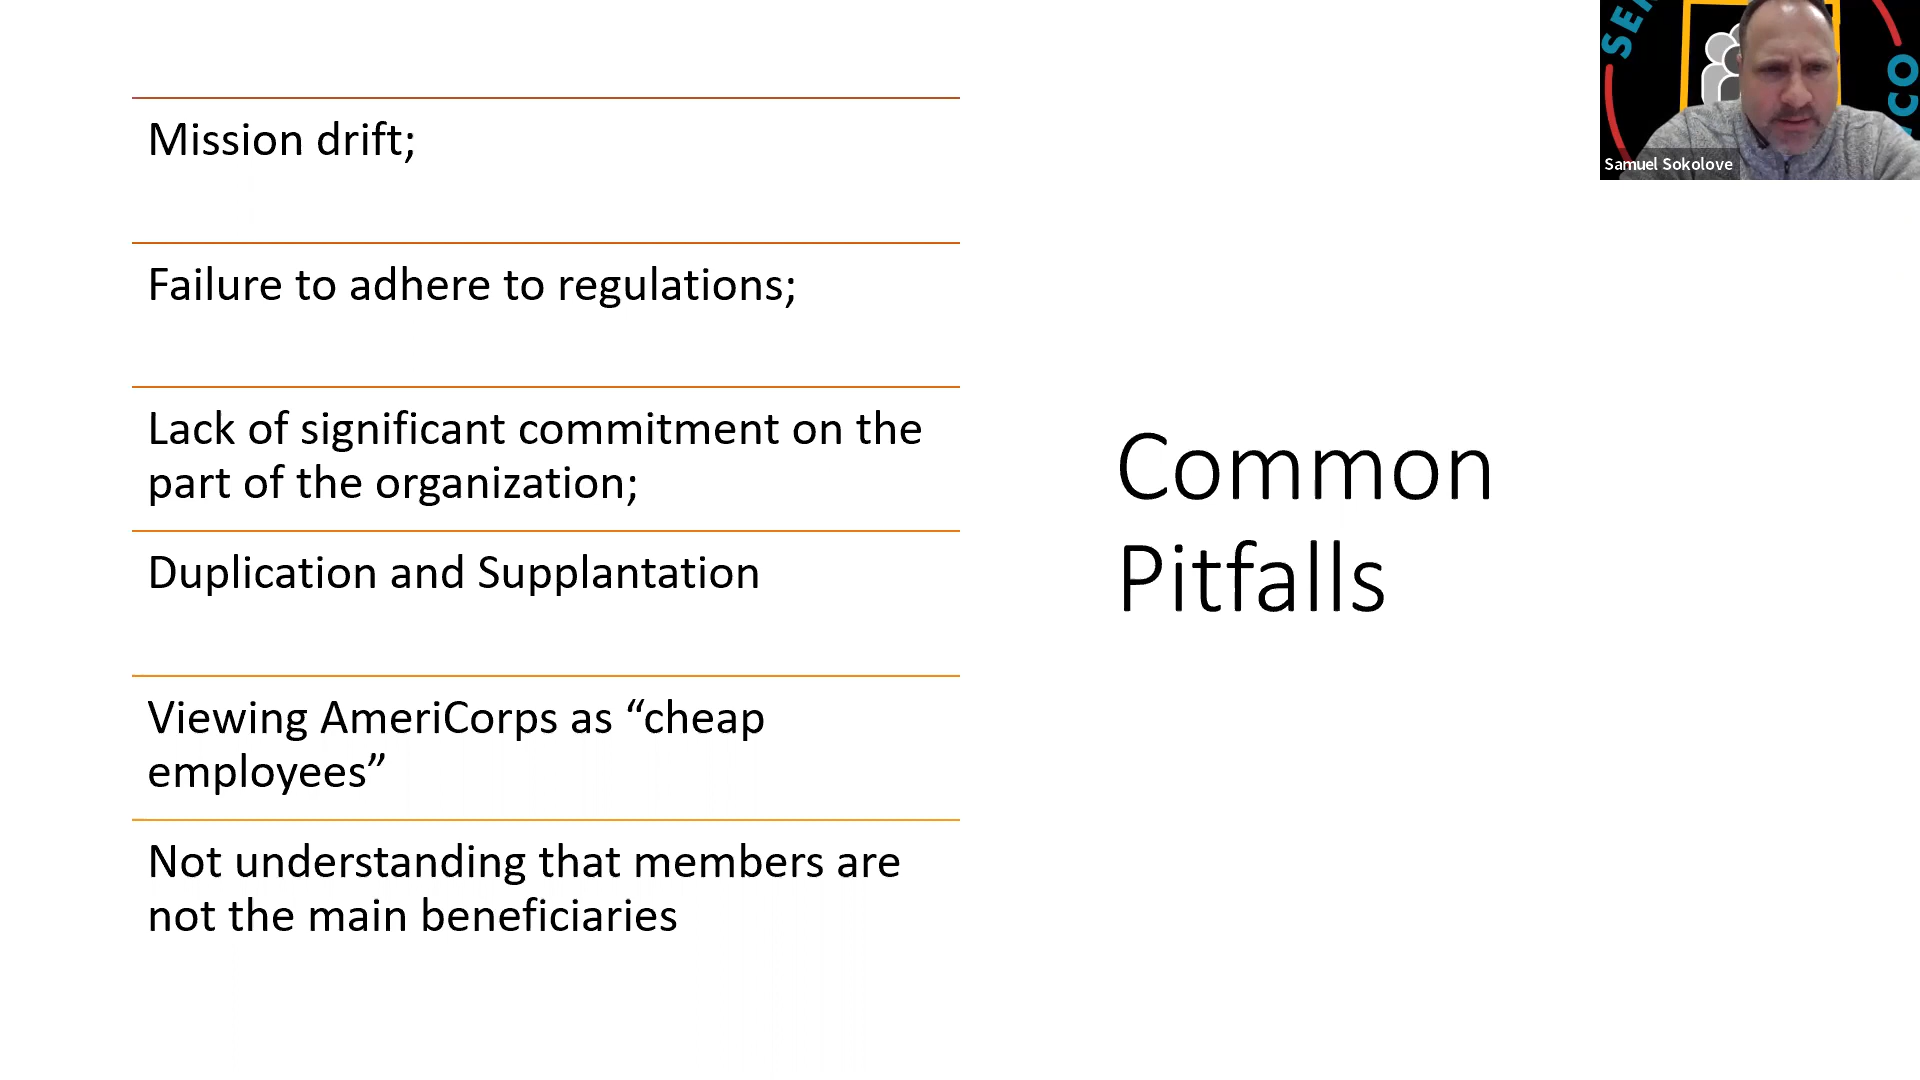 Mission drift;
Failure to adhere to regulations;
Lack of significant commitment on the
part of the organization;
Duplication and Supplantation
Viewing AmeriCorps as “cheap
employees”
Not understanding that members are
not the main beneficiaries
Common
Pitfalls
Samuel Sokolove